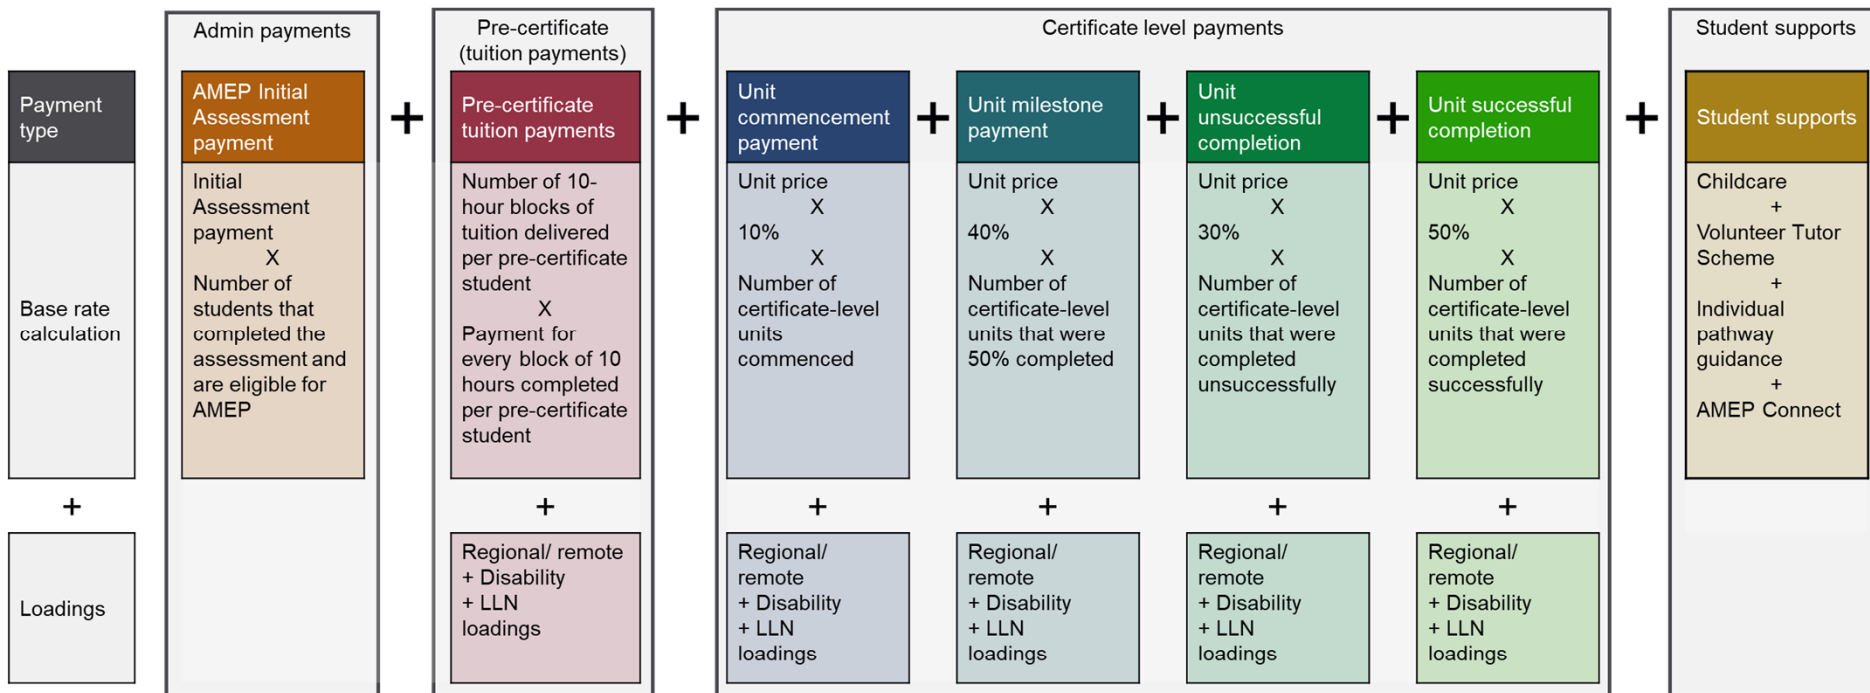 Admin payments
Pre-certificate
(tuition payments)
Certificate level payments
Student supports
Payment
type
AMEP Initial
Assessment
payment
+
Pre-certificate
tuition payments
+
Unit
commencement
payment
+
Unit milestone
payment
+
Unit
unsuccessful
completion
+
Unit successful
completion
+
Student supports
Base rate
calculation
Initial
Assessment
payment
X
Number of
students that
completed the
assessment and
are eligible for
AMEP
Number of 10-
hour blocks of
tuition delivered
per pre-certificate
student
X
Payment for
every block of 10
hours completed
per pre-certificate
student
Unit price
X
10%
X
Number of
certificate-level
units
commenced
Unit price
X
40%
X
Number of
certificate-level
units that were
50% completed
Unit price
X
30%
X
Number of
certificate-level
units that were
completed
unsuccessfully
Unit price
X
50%
X
Number of
certificate-level
units that were
completed
successfully
Childcare
+
Volunteer Tutor
Scheme
+
Individual
pathway
guidance
+
AMEP Connect
+
+
+
+
+
+
Loadings
Regional/ remote
+ Disability
+ LLN
loadings
Regional/
remote
+ Disability
+ LLN
loadings
Regional/
remote
+ Disability
+ LLN
loadings
Regional/
remote
+ Disability
+ LLN
loadings
Regional/
remote
+ Disability
+ LLN
loadings